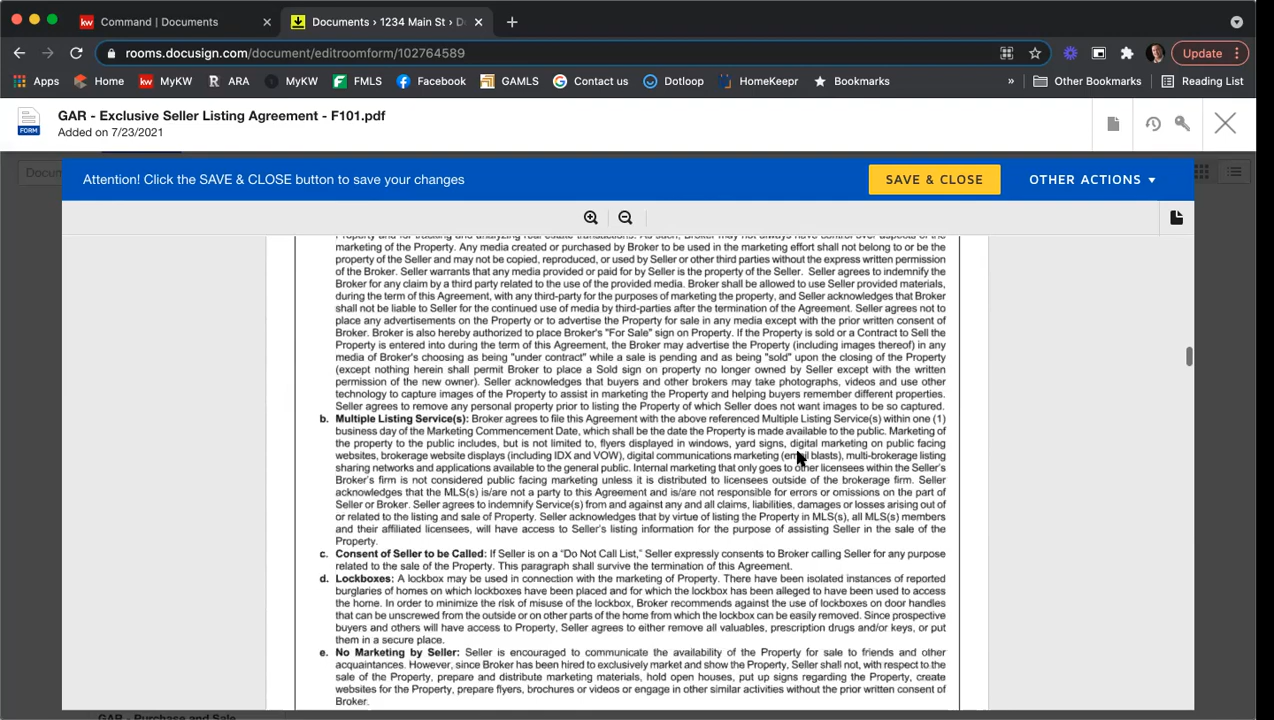 Command | Documents
Documents › 1234 Main St › D
rooms.docusign.com/document/editroomform/102764589
Update
Apps
Home
MyKW
ARA
MyKW
FMLS
Facebook
GAMLS
Contact us
Dotloop
HomeKeepr
Bookmarks
»
Other Bookmarks
Reading List
FORM
GAR - Exclusive Seller Listing Agreement - F101.pdf
Added on 7/23/2021
Attention! Click the SAVE & CLOSE button to save your changes
SAVE & CLOSE
OTHER ACTIONS
Property and for tracking and analyzing real estate transactions. As such, Broker may not always have control over aspects of the
marketing of the Property. Any media created or purchased by Broker to be used in the marketing effort shall not belong to or be the
property of the Seller and may not be copied, reproduced, or used by Seller or other third parties without the express written permission
of the Broker. Seller warrants that any media provided or paid for by Seller is the property of the Seller. Seller agrees to indemnify the
Broker for any claim by a third party related to the use of the provided media. Broker shall be allowed to use Seller provided materials,
during the term of this Agreement, with any third-party for the purposes of marketing the property, and Seller acknowledges that Broker
shall not be liable to Seller for the continued use of media by third-parties after the termination of the Agreement. Seller agrees not to
place any advertisements on the Property or to advertise the Property for sale in any media except with the prior written consent of
Broker. Broker is also hereby authorized to place Broker's "For Sale" sign on Property. If the Property is sold or a Contract to Sell the
Property is entered into during the term of this Agreement, the Broker may advertise the Property (including images thereof) in any
media of Broker's choosing as being "under contract" while a sale is pending and as being "sold" upon the closing of the Property
(except nothing herein shall permit Broker to place a Sold sign on property no longer owned by Seller except with the written
permission of the new owner). Seller acknowledges that buyers and other brokers may take photographs, videos and use other
technology to capture images of the Property to assist in marketing the Property and helping buyers remember different properties.
Seller agrees to remove any personal property prior to listing the Property of which Seller does not want images to be so captured.
b. Multiple Listing Service(s): Broker agrees to file this Agreement with the above referenced Multiple Listing Service(s) within one (1)
business day of the Marketing Commencement Date, which shall be the date the Property is made available to the public. Marketing of
the property to the public includes, but is not limited to, flyers displayed in windows, yard signs, digital marketing on public facing
websites, brokerage website displays (including IDX and VOW), digital communications marketing (email blasts), multi-brokerage listing
sharing networks and applications available to the general public. Internal marketing that only goes to other licensees within the Seller's
Broker's firm is not considered public facing marketing unless it is distributed to licensees outside of the brokerage firm. Seller
acknowledges that the MLS(s) is/are not a party to this Agreement and is/are not responsible for errors or omissions on the part of
Seller or Broker. Seller agrees to indemnify Service(s) from and against any and all claims, liabilities, damages or losses arising out of
or related to the listing and sale of Property. Seller acknowledges that by virtue of listing the Property in MLS(s), all MLS(s) members
and their affiliated licensees, will have access to Seller's listing information for the purpose of assisting Seller in the sale of the
Property.
c. Consent of Seller to be Called: If Seller is on a "Do Not Call List," Seller expressly consents to Broker calling Seller for any purpose
related to the sale of the Property. This paragraph shall survive the termination of this Agreement.
d. Lockboxes: A lockbox may be used in connection with the marketing of Property. There have been isolated instances of reported
burglaries of homes on which lockboxes have been placed and for which the lockbox has been alleged to have been used to access
the home. In order to minimize the risk of misuse of the lockbox, Broker recommends against the use of lockboxes on door handles
that can be unscrewed from the outside or on other parts of the home from which the lockbox can be easily removed. Since prospective
buyers and others will have access to Property, Seller agrees to either remove all valuables, prescription drugs and/or keys, or put
them in a secure place.
e. No Marketing by Seller: Seller is encouraged to communicate the availability of the Property for sale to friends and other
acquaintances. However, since Broker has been hired to exclusively market and show the Property, Seller shall not, with respect to the
sale of the Property, prepare and distribute marketing materials, hold open houses, put up signs regarding the Property, create
websites for the Property, prepare flyers, brochures or videos or engage in other similar activities without the prior written consent of
Broker.
GAR - Purchase and Sale